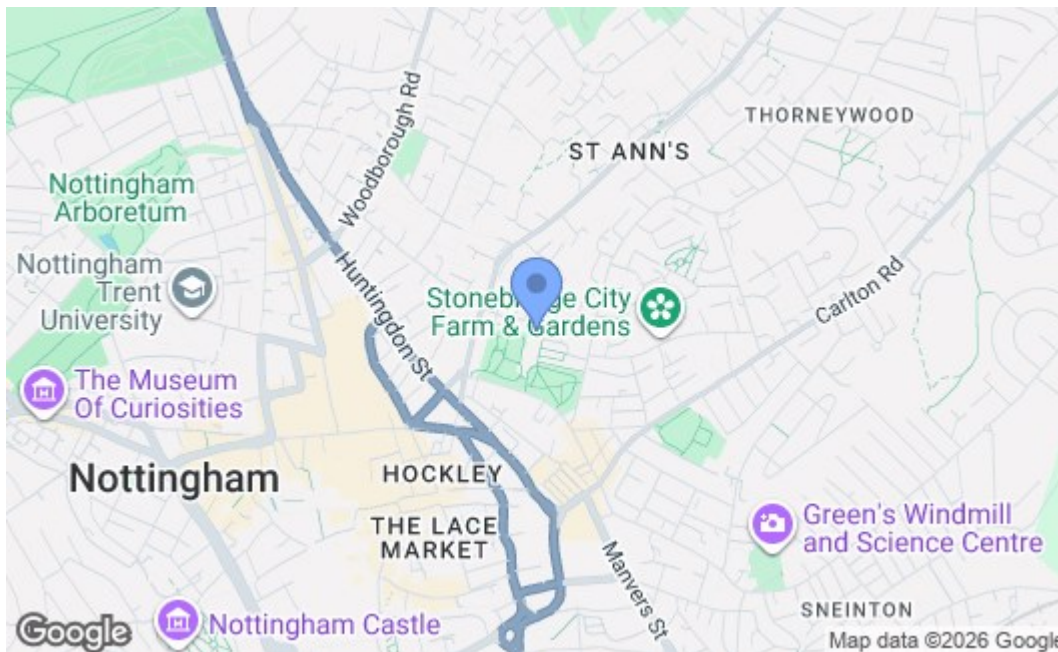 THORNEYWOOD
ST ANN'S
Woodborough Rd
Nottingham
Arboretum
Nottingham
Trent
University
Huntingdon St
Stonebridge City
Farm & Gardens
Carlton Rd
The Museum
Of Curiosities
Nottingham
HOCKLEY
THE LACE
MARKET
Green's Windmill
and Science Centre
Manvers St
SNEINTON
Nottingham Castle
Google
Map data ©2026 Google